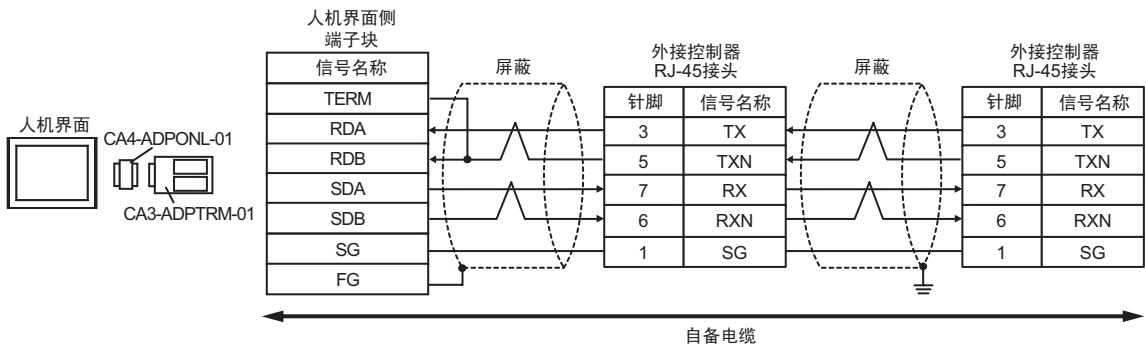 人机界面
CA4-ADPONL-01
CA3-ADPTRM-01
人机界面侧
端子块
信号名称
TERM
RDA
RDB
SDA
SDB
SG
FG
屏蔽
外接控制器
RJ-45接头
针脚 信号名称
3 TX
5 TXN
7 RX
6 RXN
1 SG
屏蔽
外接控制器
RJ-45接头
针脚 信号名称
3 TX
5 TXN
7 RX
6 RXN
1 SG
自备电缆